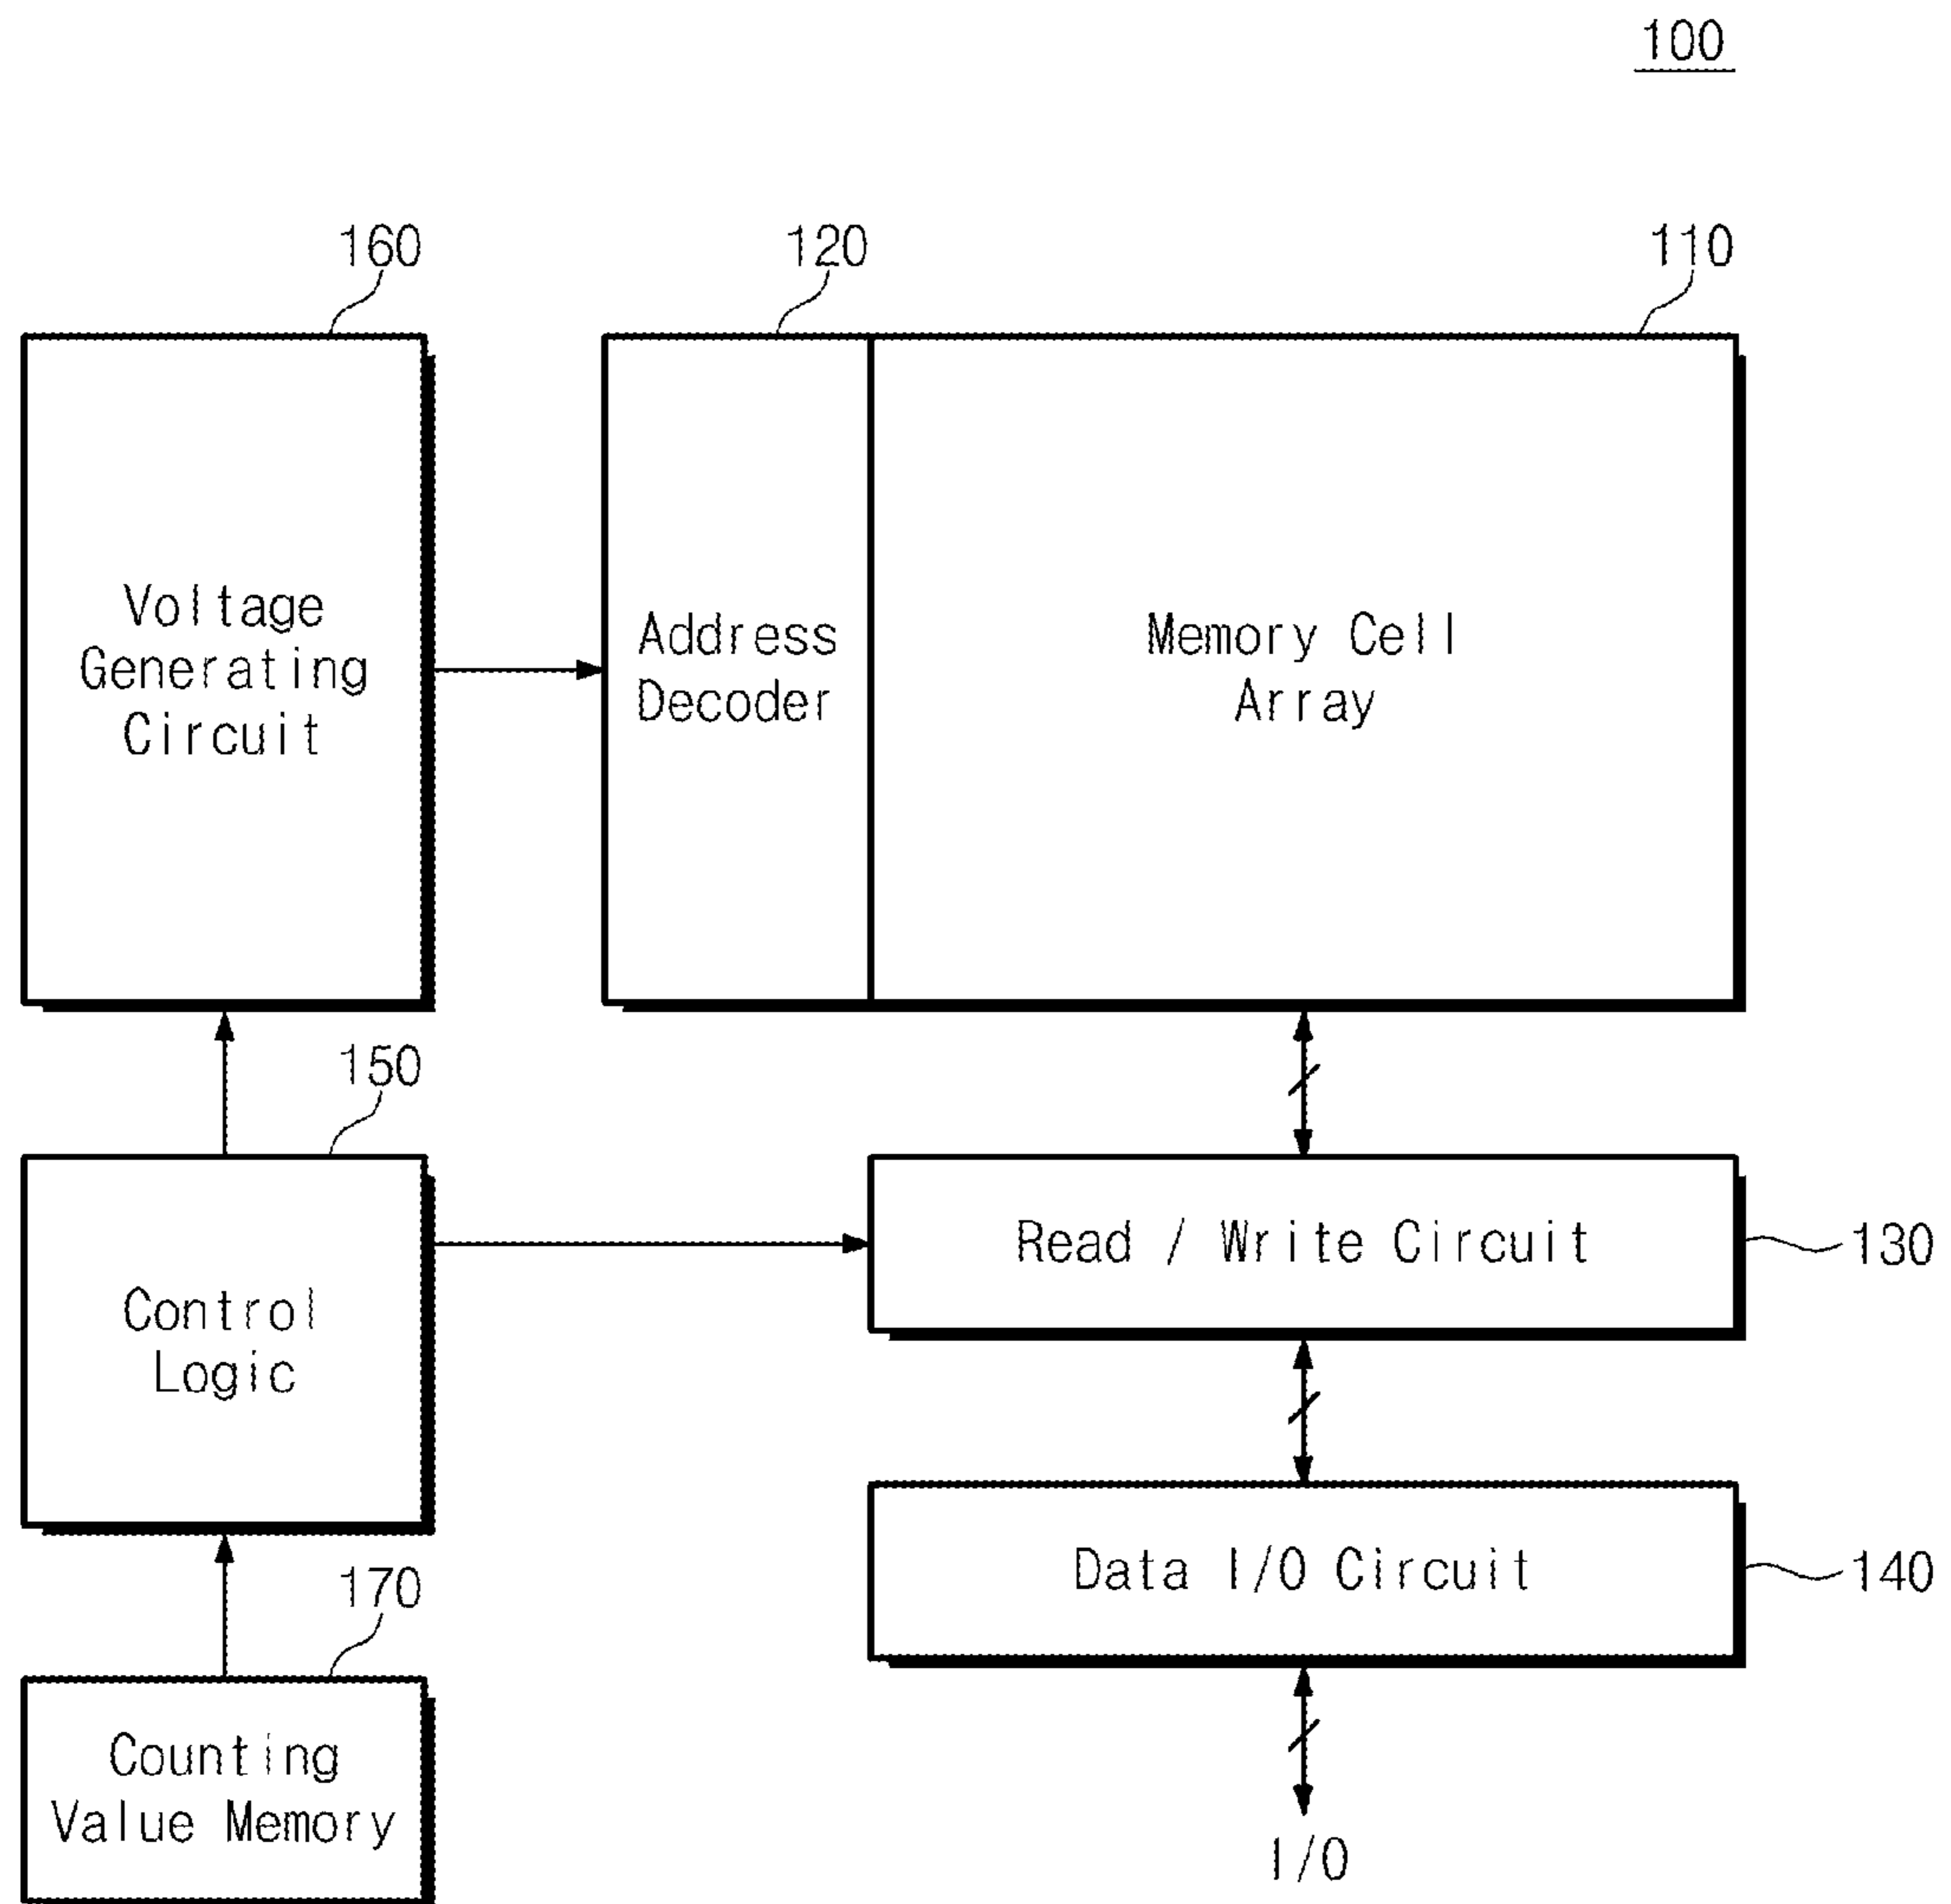 100
160
120
110
Voltage
Generating
Circuit
Address
Decoder
Memory Cell
Array
150
Control
Logic
Read / Write Circuit
130
170
Data I/O Circuit
140
Counting
Value Memory
I/O